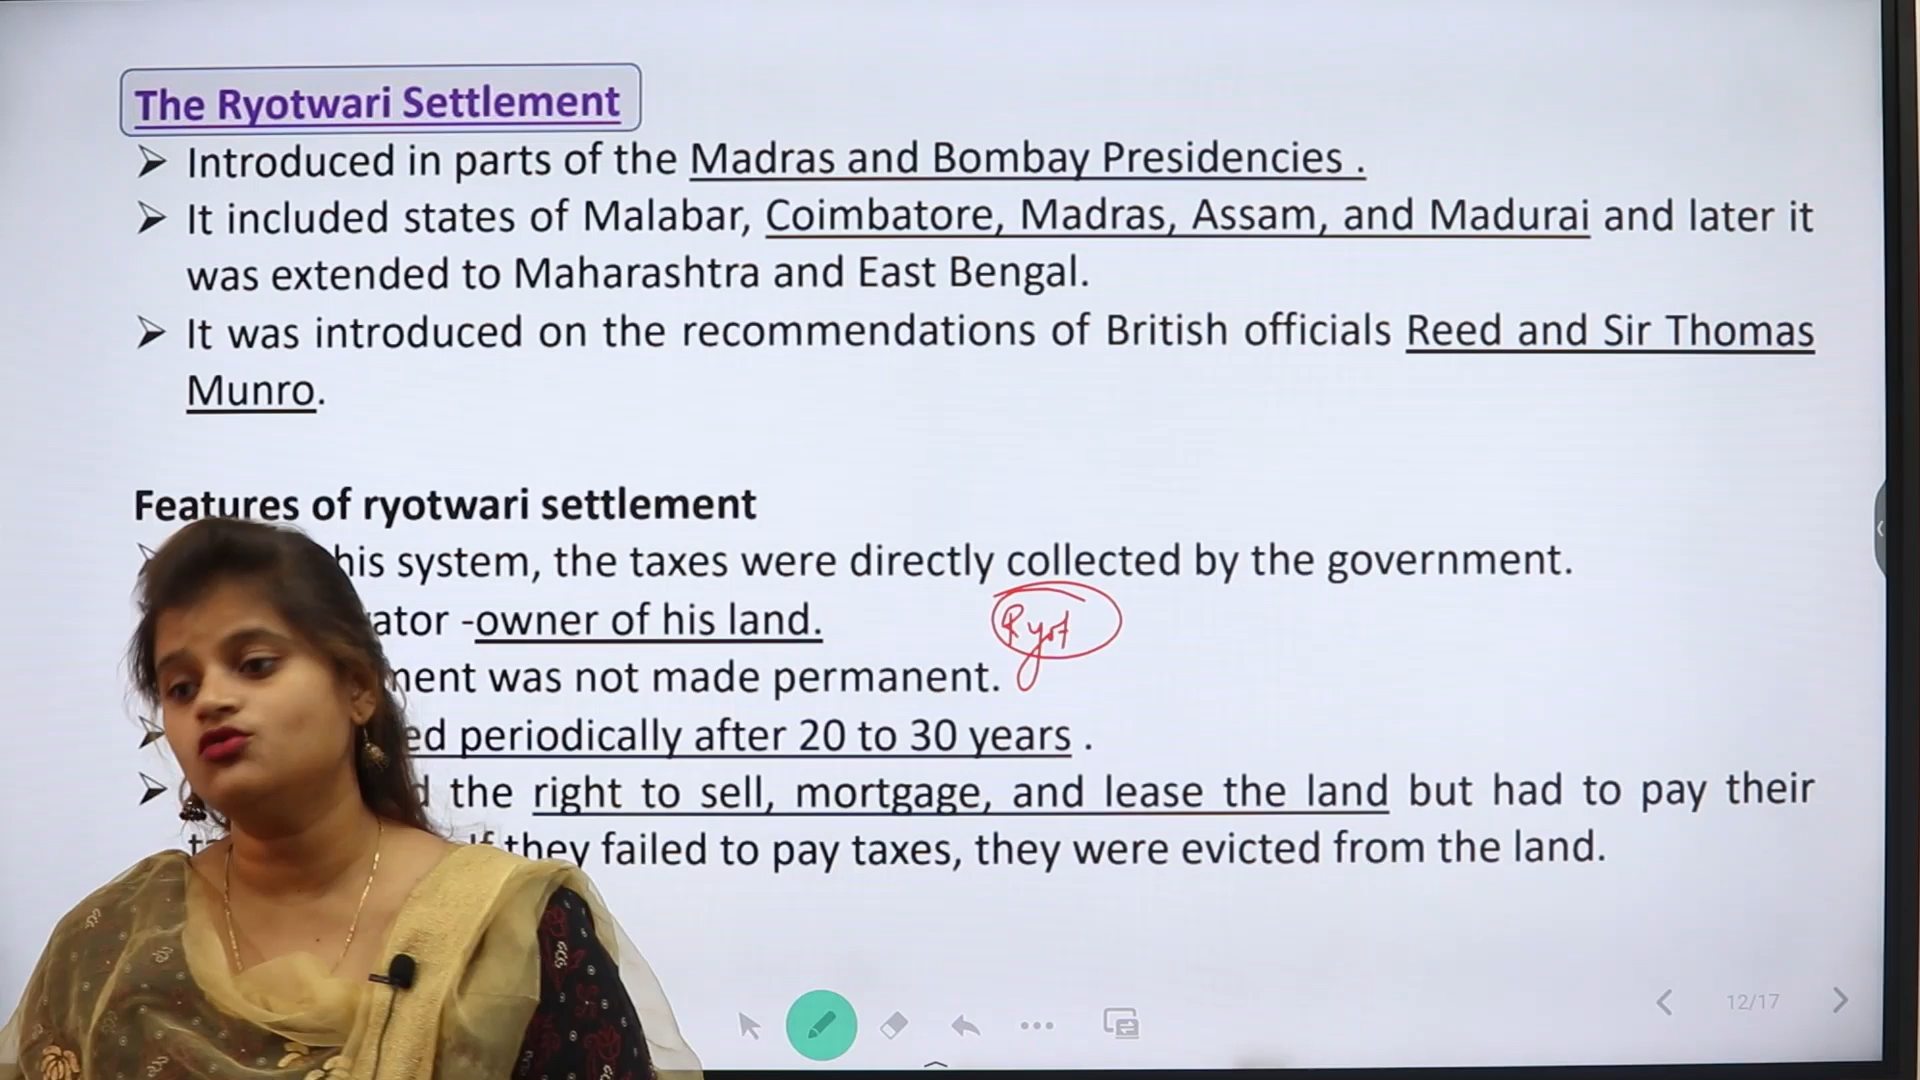 The Ryotwari Settlement
➤ Introduced in parts of the Madras and Bombay Presidencies .
➤ It included states of Malabar, Coimbatore, Madras, Assam, and Madurai and later it
was extended to Maharashtra and East Bengal.
➤ It was introduced on the recommendations of British officials Reed and Sir Thomas
Munro.
Features of ryotwari settlement
system, the taxes were directly collected by the government.
-owner of his land.
Ryot
was not made permanent.
periodically after 20 to 30 years .
➤ the right to sell, mortgage, and lease the land but had to pay their
they failed to pay taxes, they were evicted from the land.
12/17